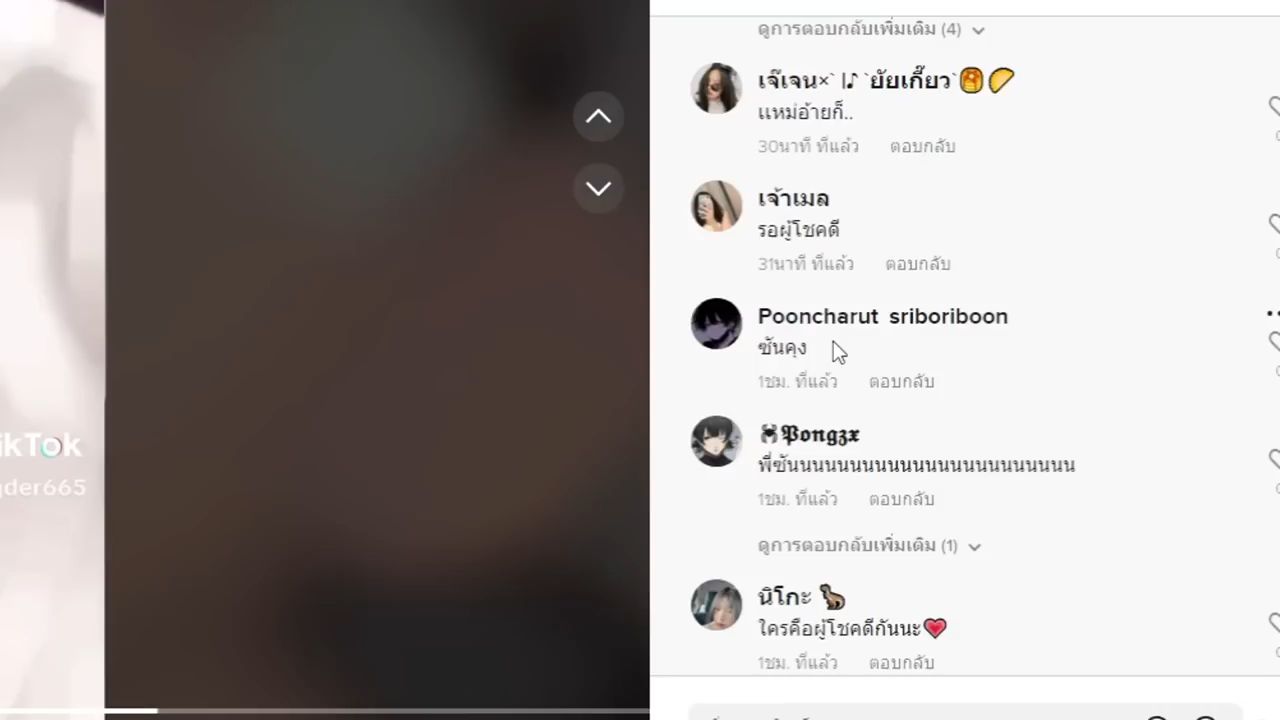 ดูการตอบกลับเพิ่มเติม (4)
เจ๊เจน×` |♪ `ยัยเกี๊ยว`🥞🌮
แหม่อ้ายก็..
30นาที ที่แล้ว ตอบกลับ
เจ้าเมล
รอผู้โชคดี
31นาที ที่แล้ว ตอบกลับ
Pooncharut sriboriboon
ซันคุง
1ชม. ที่แล้ว ตอบกลับ
ikTok
𝕻𝖔𝖓𝖌𝖟𝖝
พี่ซันนนนนนนนนนนนนนนนนนนนนนนน
der665
1ชม. ที่แล้ว ตอบกลับ
ดูการตอบกลับเพิ่มเติม (1)
นิโกะ 🦕
ใครคือผู้โชคดีกันนะ💗
1ชม. ที่แล้ว ตอบกลับ